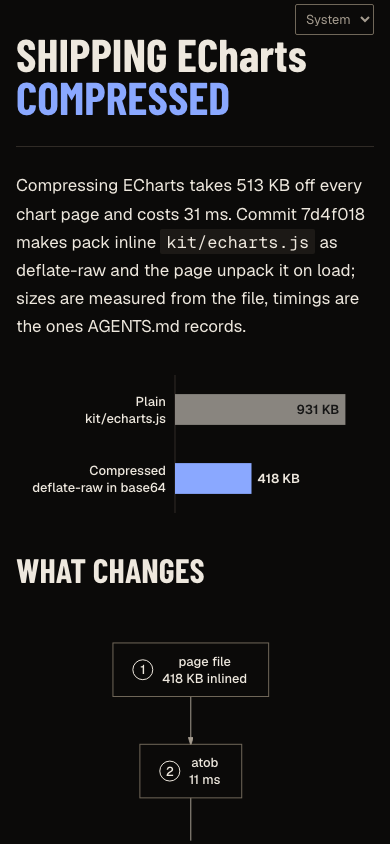 System
SHIPPING ECharts
COMPRESSED
Compressing ECharts takes 513 KB off every
chart page and costs 31 ms. Commit 7d4f018
makes pack inline kit/echarts.js as
deflate-raw and the page unpack it on load;
sizes are measured from the file, timings are
the ones AGENTS.md records.
Plain
kit/echarts.js
931 KB
Compressed
deflate-raw in base64
418 KB
WHAT CHANGES
1
page file
418 KB inlined
2
atob
11 ms